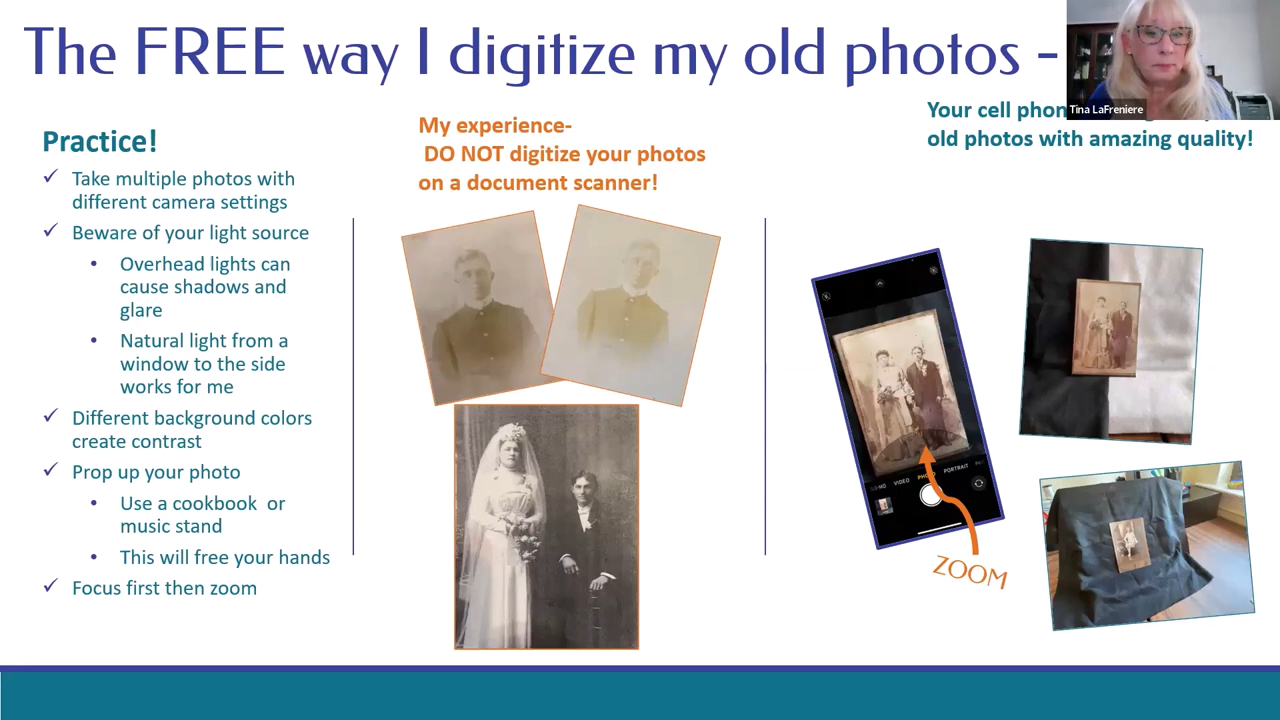 The FREE way I digitize my old photos -
Tina LaFreniere
Practice!
✓ Take multiple photos with
different camera settings
✓ Beware of your light source
• Overhead lights can
cause shadows and
glare
• Natural light from a
window to the side
works for me
✓ Different background colors
create contrast
✓ Prop up your photo
• Use a cookbook or
music stand
• This will free your hands
✓ Focus first then zoom
My experience-
DO NOT digitize your photos
on a document scanner!
Your cell
old photos with amazing quality!
VIDEO
PORTRAIT
ZOOM